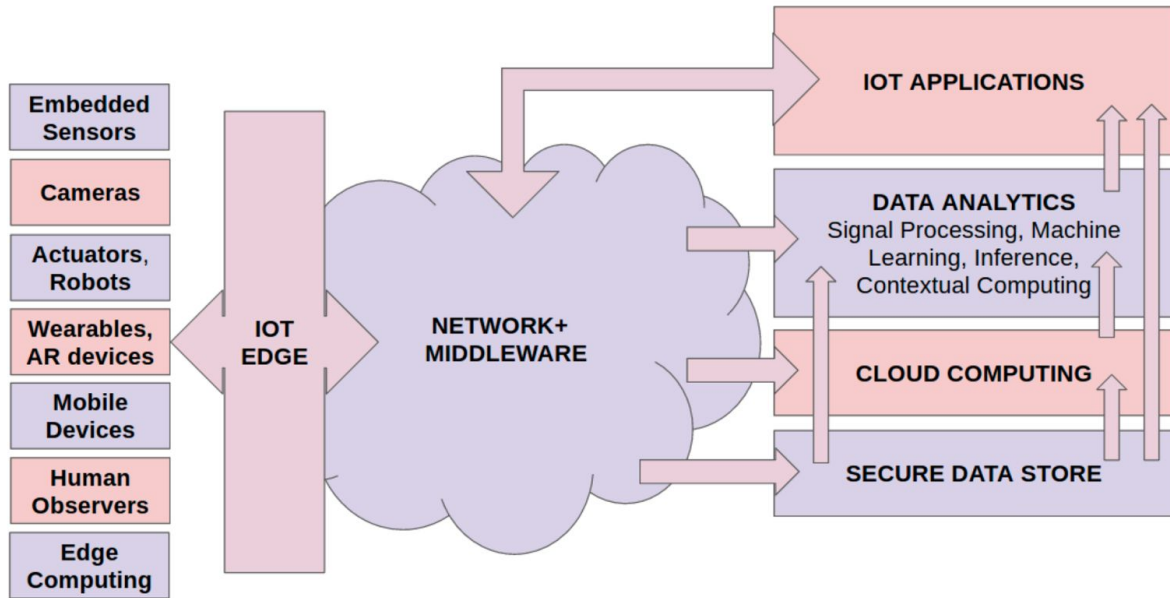 Embedded
Sensors
Cameras
Actuators,
Robots
Wearables,
AR devices
Mobile
Devices
Human
Observers
Edge
Computing
IOT
EDGE
NETWORK+
MIDDLEWARE
IOT APPLICATIONS
DATA ANALYTICS
Signal Processing, Machine
Learning, Inference,
Contextual Computing
CLOUD COMPUTING
SECURE DATA STORE